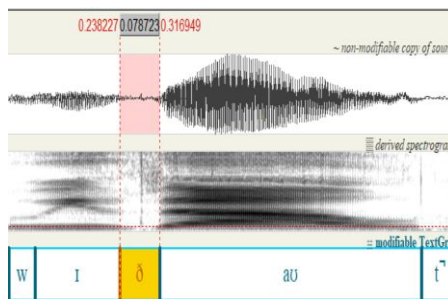 0.238227 0.078723 0.316949
~ non-modifiable copy of soun
derived spectrogra
modifiable TextGr
w ɪ ð aʊ t̚